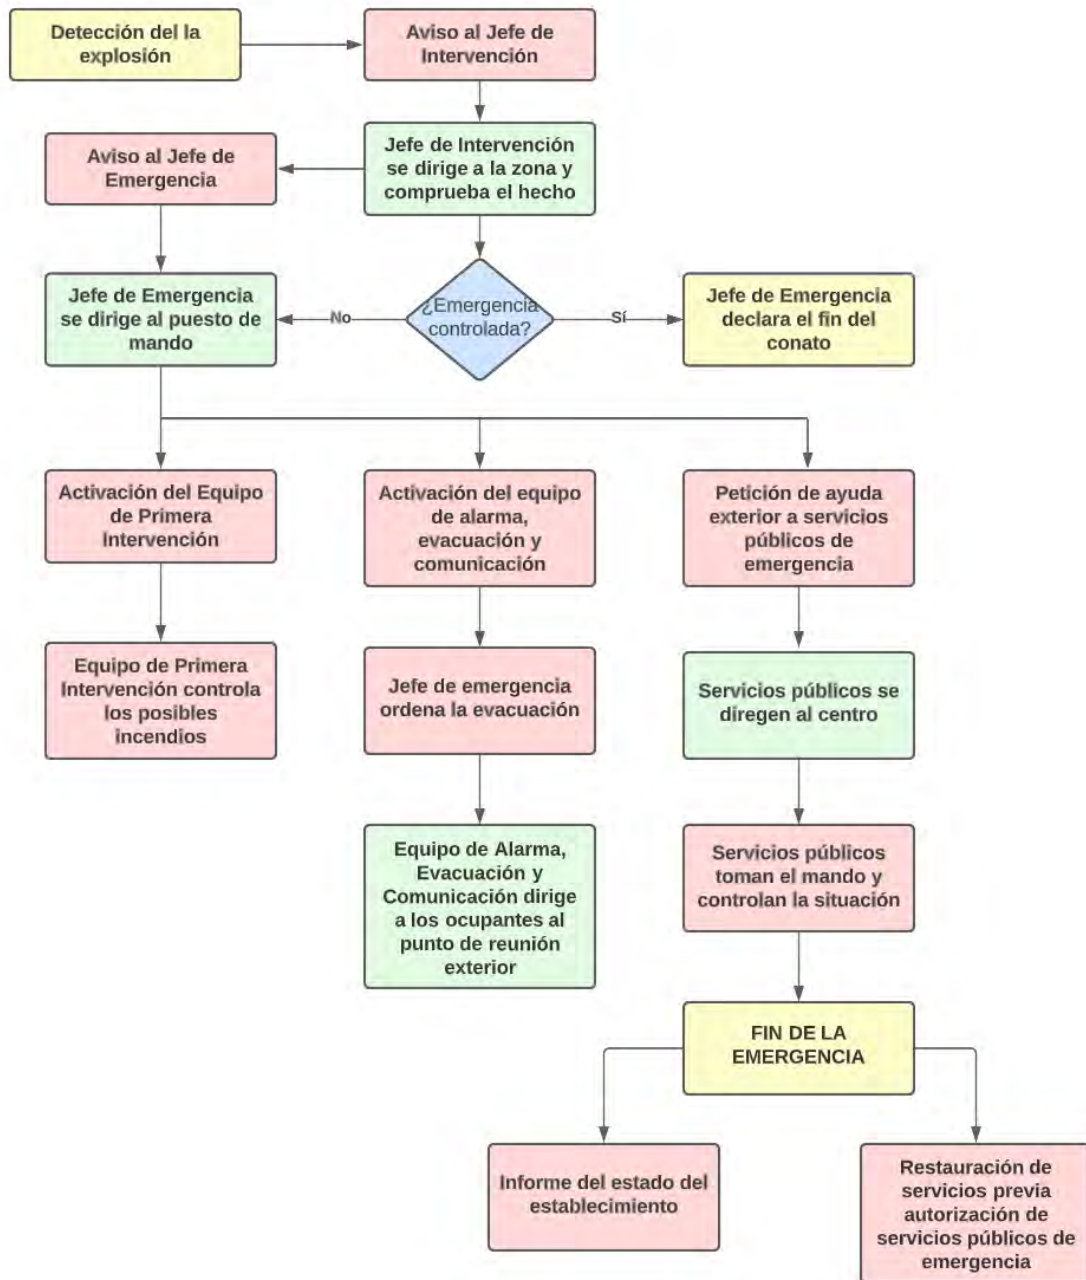 Detección del la
explosión
Aviso al Jefe de
Intervención
Aviso al Jefe de
Emergencia
Jefe de Intervención
se dirige a la zona y
comprueba el hecho
Jefe de Emergencia
se dirige al puesto de
mando
No
¿Emergencia
controlada?
Sí
Jefe de Emergencia
declara el fin del
conato
Activación del Equipo
de Primera
Intervención
Activación del equipo
de alarma,
evacuación y
comunicación
Petición de ayuda
exterior a servicios
públicos de
emergencia
Equipo de Primera
Intervención controla
los posibles
incendios
Jefe de emergencia
ordena la evacuación
Servicios públicos se
diregen al centro
Equipo de Alarma,
Evacuación y
Comunicación dirige
a los ocupantes al
punto de reunión
exterior
Servicios públicos
toman el mando y
controlan la situación
FIN DE LA
EMERGENCIA
Informe del estado del
establecimiento
Restauración de
servicios previa
autorización de
servicios públicos de
emergencia